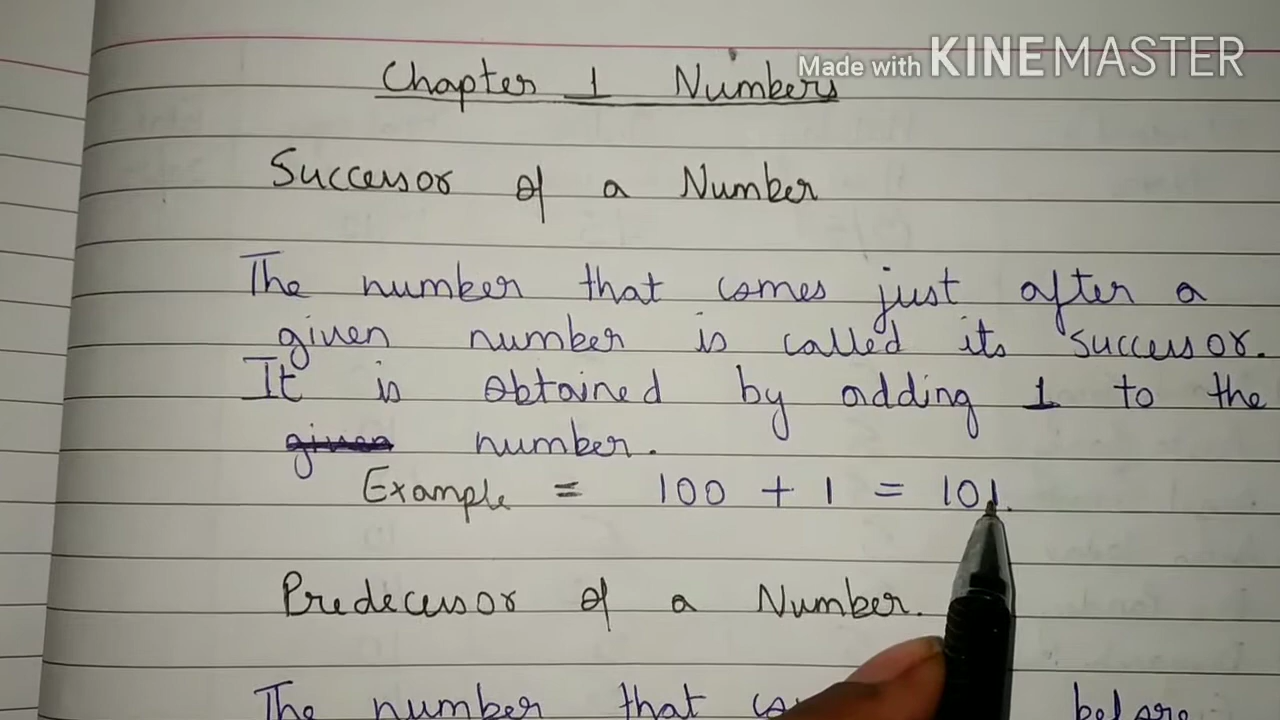 Made with KINEMASTER
Chapter 1 Numbers
Successor of a Number
The number that comes just after a
given number is called its successor.
It is obtained by adding 1 to the
given number.
Example = 100 + 1 = 101.
Predecessor of a Number.
The number that before